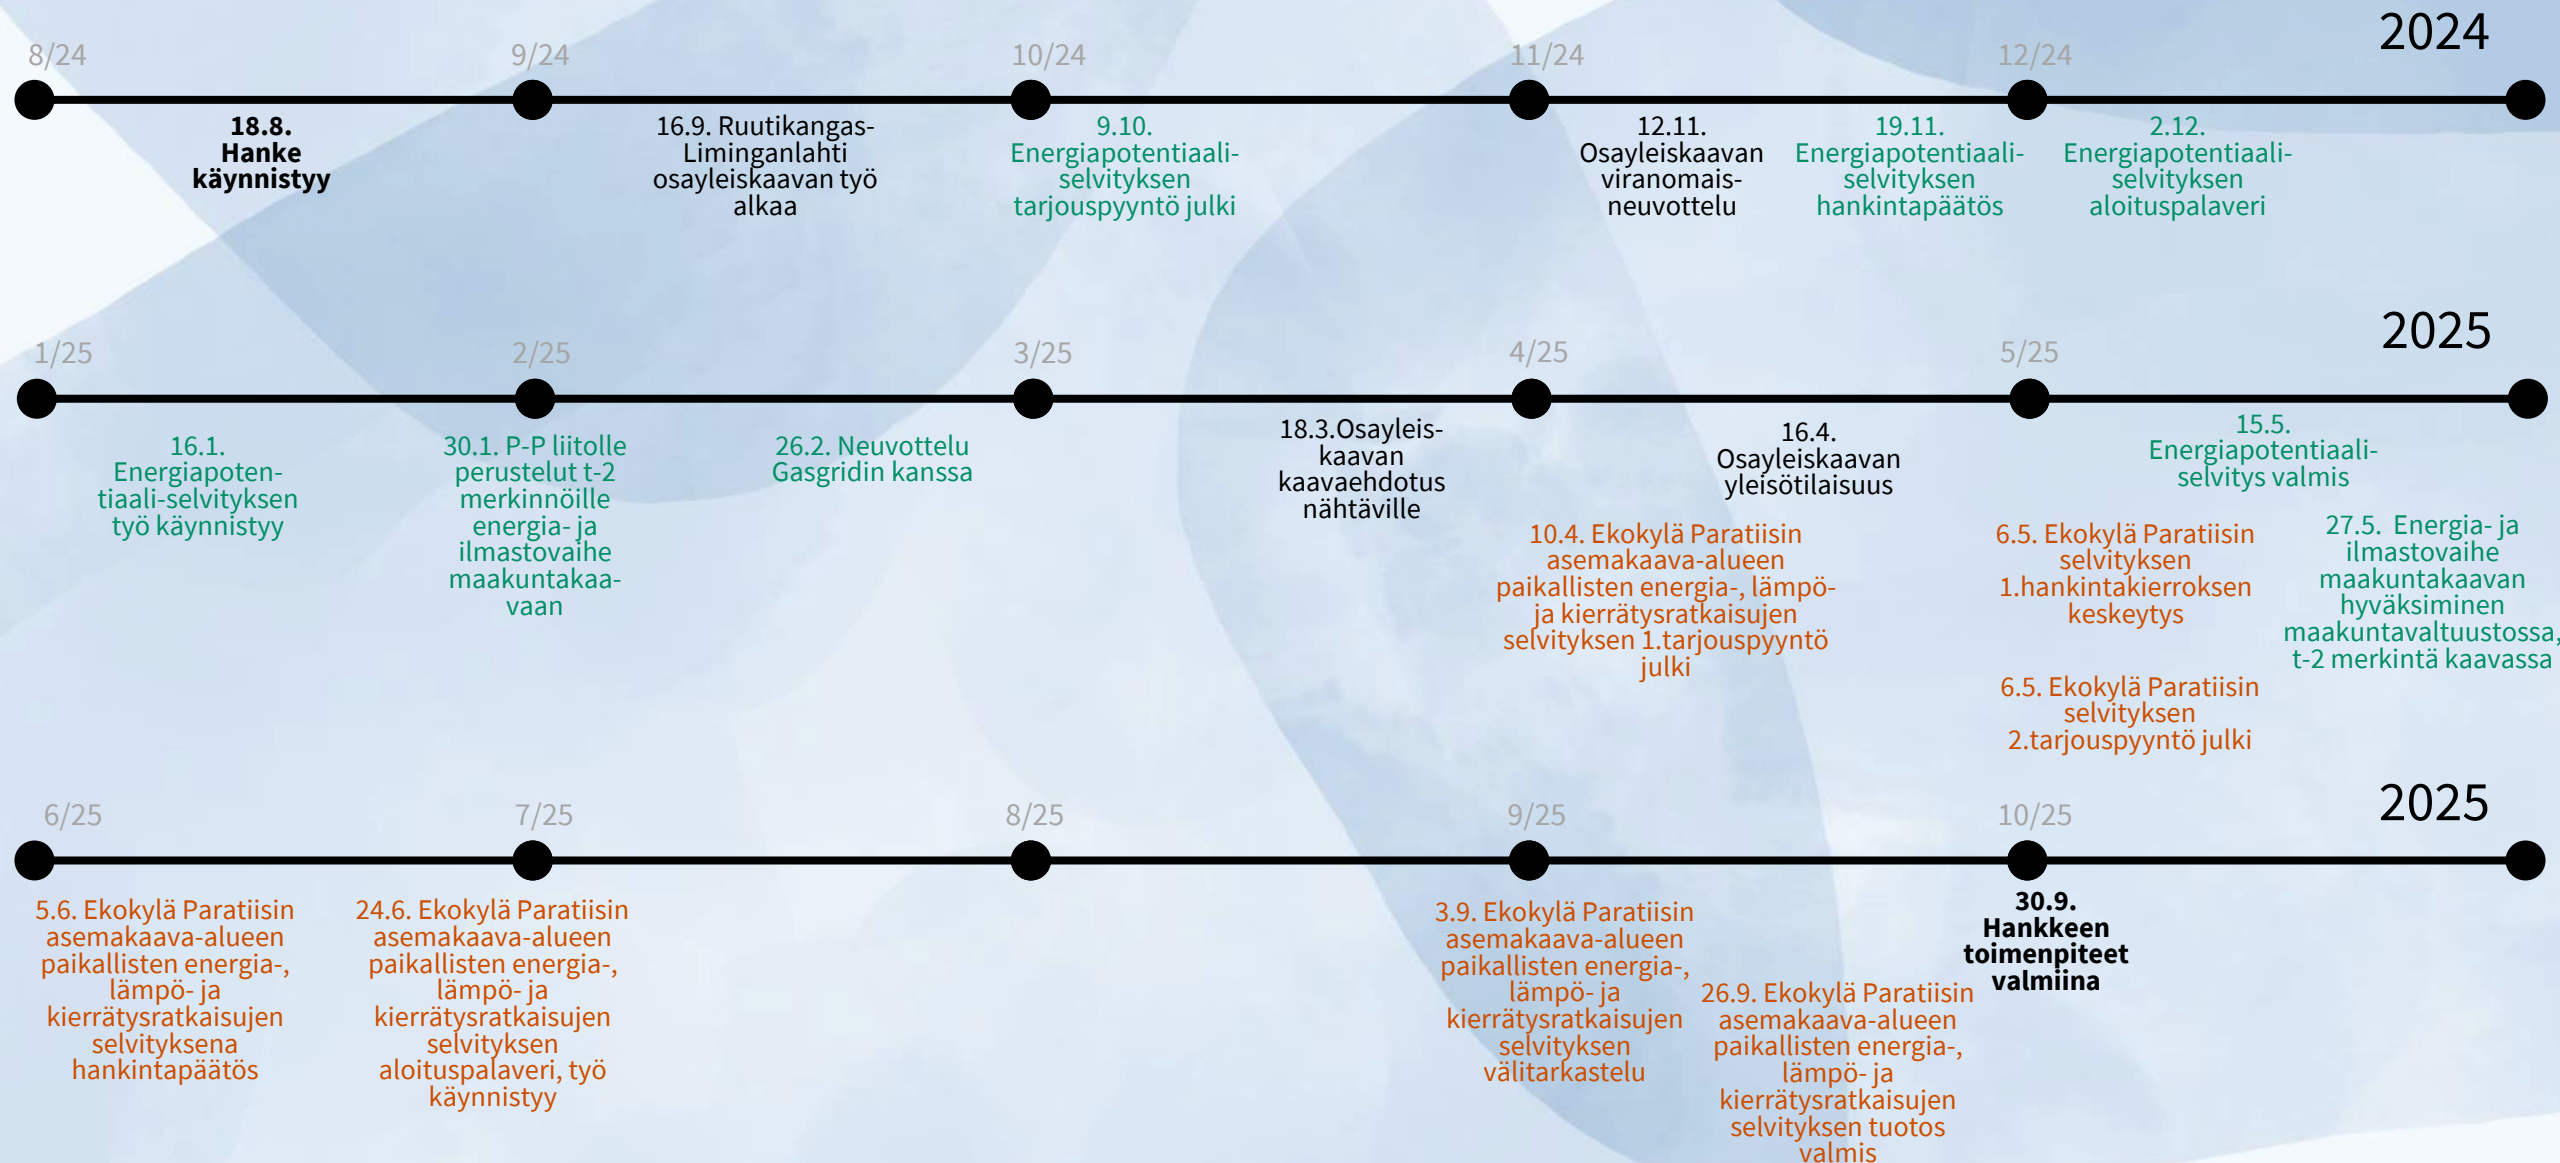 2024
8/24
9/24
10/24
11/24
12/24
18.8.
Hanke
käynnistyy
16.9. Ruutikangas-
Liminganlahti
osayleiskaavan työ
alkaa
9.10.
Energiapotentiaali-
selvityksen
tarjouspyyntö julki
12.11.
Osayleiskaavan
viranomais-
neuvottelu
19.11.
Energiapotentiaali-
selvityksen
hankintapäätös
2.12.
Energiapotentiaali-
selvityksen
aloituspalaveri
2025
1/25
2/25
3/25
4/25
5/25
16.1.
Energiapoten-
tiaali-selvityksen
työ käynnistyy
30.1. P-P liitolle
perustelut t-2
merkinnöille
energia- ja
ilmastovaihe
maakuntakaa-
vaan
26.2. Neuvottelu
Gasgridin kanssa
18.3.Osayleis-
kaavan
kaavaehdotus
nähtäville
16.4.
Osayleiskaavan
yleisötilaisuus
10.4. Ekokylä Paratiisin
asemakaava-alueen
paikallisten energia-, lämpö-
ja kierrätysratkaisujen
selvityksen 1.tarjouspyyntö
julki
15.5.
Energiapotentiaali-
selvitys valmis
6.5. Ekokylä Paratiisin
selvityksen
1.hankintakierroksen
keskeytys
6.5. Ekokylä Paratiisin
selvityksen
2.tarjouspyyntö julki
27.5. Energia- ja
ilmastovaihe
maakuntakaavan
hyväksiminen
maakuntavaltuustossa,
t-2 merkintä kaavassa
2025
6/25
7/25
8/25
9/25
10/25
5.6. Ekokylä Paratiisin
asemakaava-alueen
paikallisten energia-,
lämpö- ja
kierrätysratkaisujen
selvityksena
hankintapäätös
24.6. Ekokylä Paratiisin
asemakaava-alueen
paikallisten energia-,
lämpö- ja
kierrätysratkaisujen
selvityksen
aloituspalaveri, työ
käynnistyy
3.9. Ekokylä Paratiisin
asemakaava-alueen
paikallisten energia-,
lämpö- ja
kierrätysratkaisujen
selvityksen
välitarkastelu
26.9. Ekokylä Paratiisin
asemakaava-alueen
paikallisten energia-,
lämpö- ja
kierrätysratkaisujen
selvityksen tuotos
valmis
30.9.
Hankkeen
toimenpiteet
valmiina